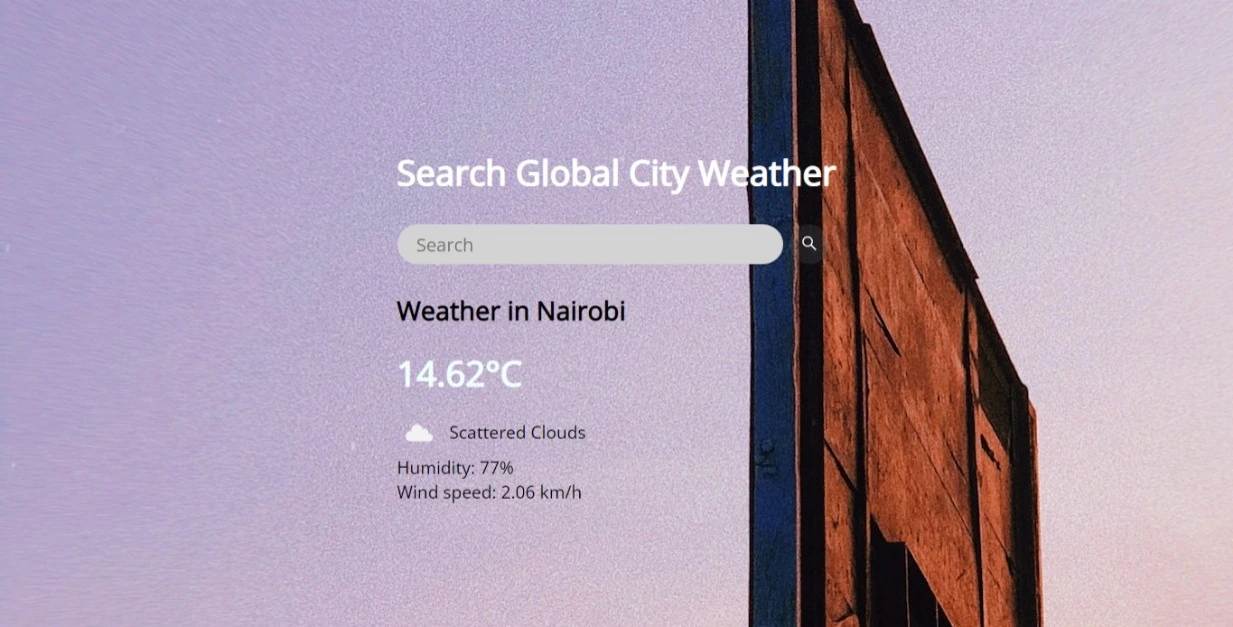 Search Global City Weather
Search
Weather in Nairobi
14.62°C
Scattered Clouds
Humidity: 77%
Wind speed: 2.06 km/h